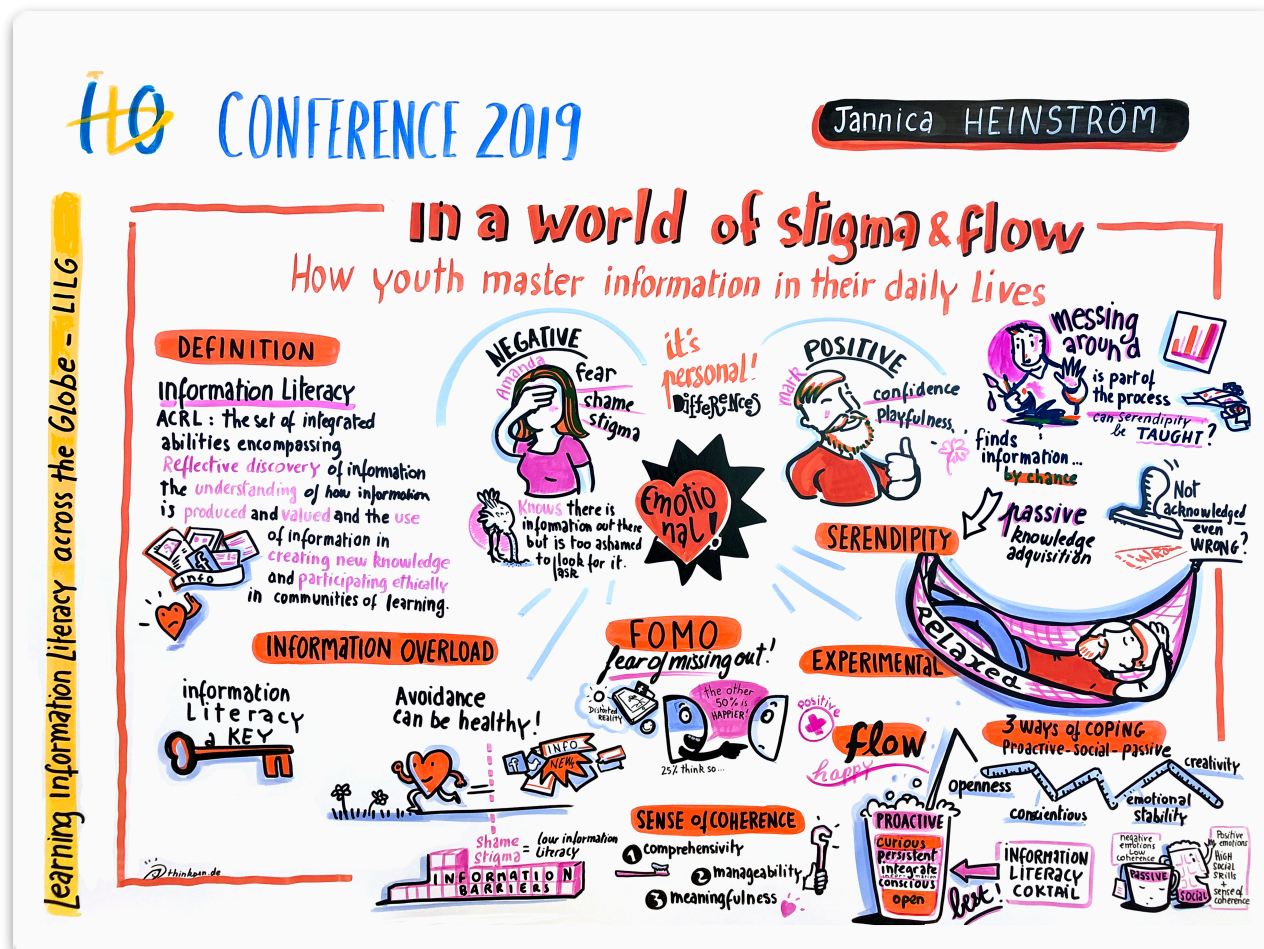 ilo CONFERENCE 2019
Jannica HEINSTRÖM
Learning Information Literacy across the Globe - LILG
In a world of stigma & flow
How youth master information in their daily Lives
DEFINITION
Information Literacy
ACRL: the set of integrated
abilities encompassing
Reflective discovery of information
the understanding of how information
is produced and valued and the use
of information in
creating new knowledge
and participating ethically
in communities of learning.
info
NEGATIVE
Amanda
fear
shame
stigma
Knows there is
information out there
but is too ashamed
to look for it.
ask
it's
personal!
DiffeRENCES
Emotio
nal!
POSITIVE
mark
confidence
playfulness
finds
information...
by chance
messing
around
is part of
the process
can serendipity
be TAUGHT?
SERENDIPITY
passive
knowledge
adquisition
Not
acknowledged
even
WRONG?
Relaxed
INFORMATION OVERLOAD
information
Literacy
a KEY
Avoidance
can be healthy!
INFO
NEWS
Shame
Stigma = low information
Literacy
INFORMATION
BARRIERS
FOMO
fear of missing out!
Distorted
REALITY
the other
50% is
HAPPIER!
25% think so...
SENSE of COHERENCE
1 comprehensivity
2 manageability
3 meaningfulness
EXPERIMENTAL
positive
flow
happy
3 ways of COPING
Proactive-social-passive
openness
conscientious
emotional
stability
creativity
PROACTIVE
curious
persistent
integrate
information
conscious
open
best!
INFORMATION
LITERACY
COKTAIL
negative
emotions
Low
coherence
PASSIVE
Positive
emotions
HIGH
Social
SKILLS
+
sense of
coherence
SOCIAL
@thinkpen.de